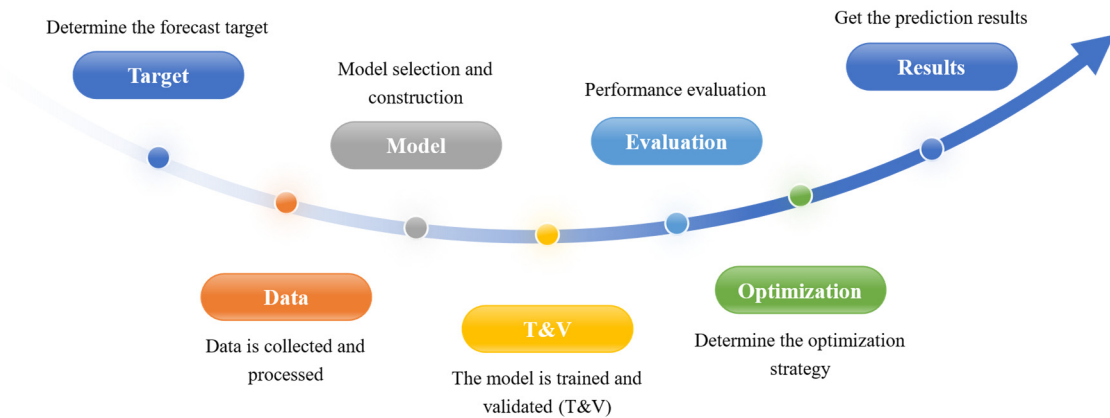 Determine the forecast target
Target
Data
Data is collected and
processed
Model selection and
construction
Model
T&V
The model is trained and
validated (T&V)
Performance evaluation
Evaluation
Optimization
Determine the optimization
strategy
Get the prediction results
Results